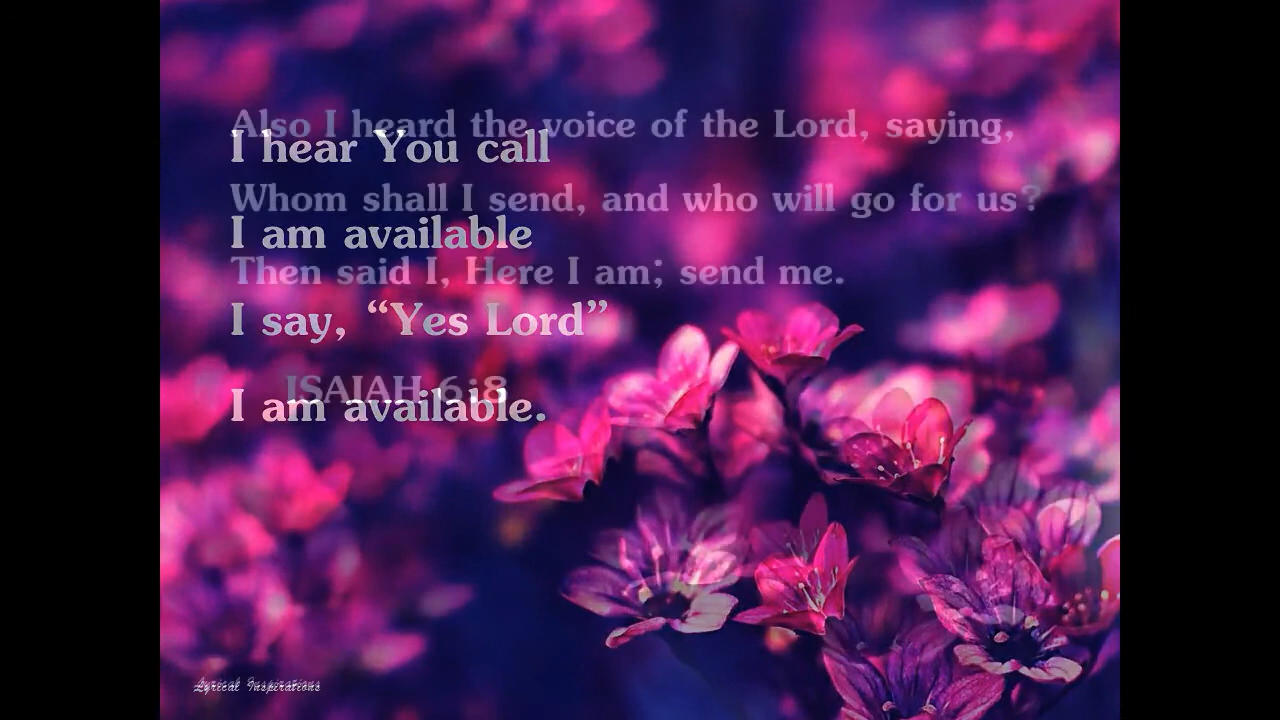 Also I heard the voice of the Lord, saying,
I hear You call
Whom shall I send, and who will go for us?
I am available
Then said I, Here I am; send me.
I say, “Yes Lord”
ISAIAH 6:8
I am available.
Lyrical Inspirations